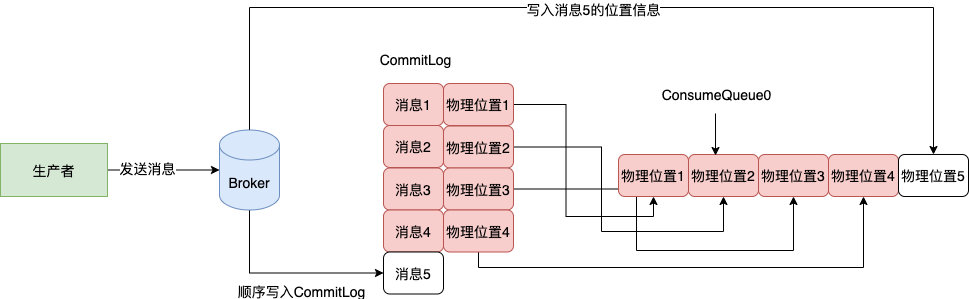 写入消息5的位置信息
CommitLog
ConsumeQueue0
生产者
发送消息
Broker
消息1 物理位置1
消息2 物理位置2
消息3 物理位置3
消息4 物理位置4
消息5
物理位置1 物理位置2 物理位置3 物理位置4 物理位置5
顺序写入CommitLog